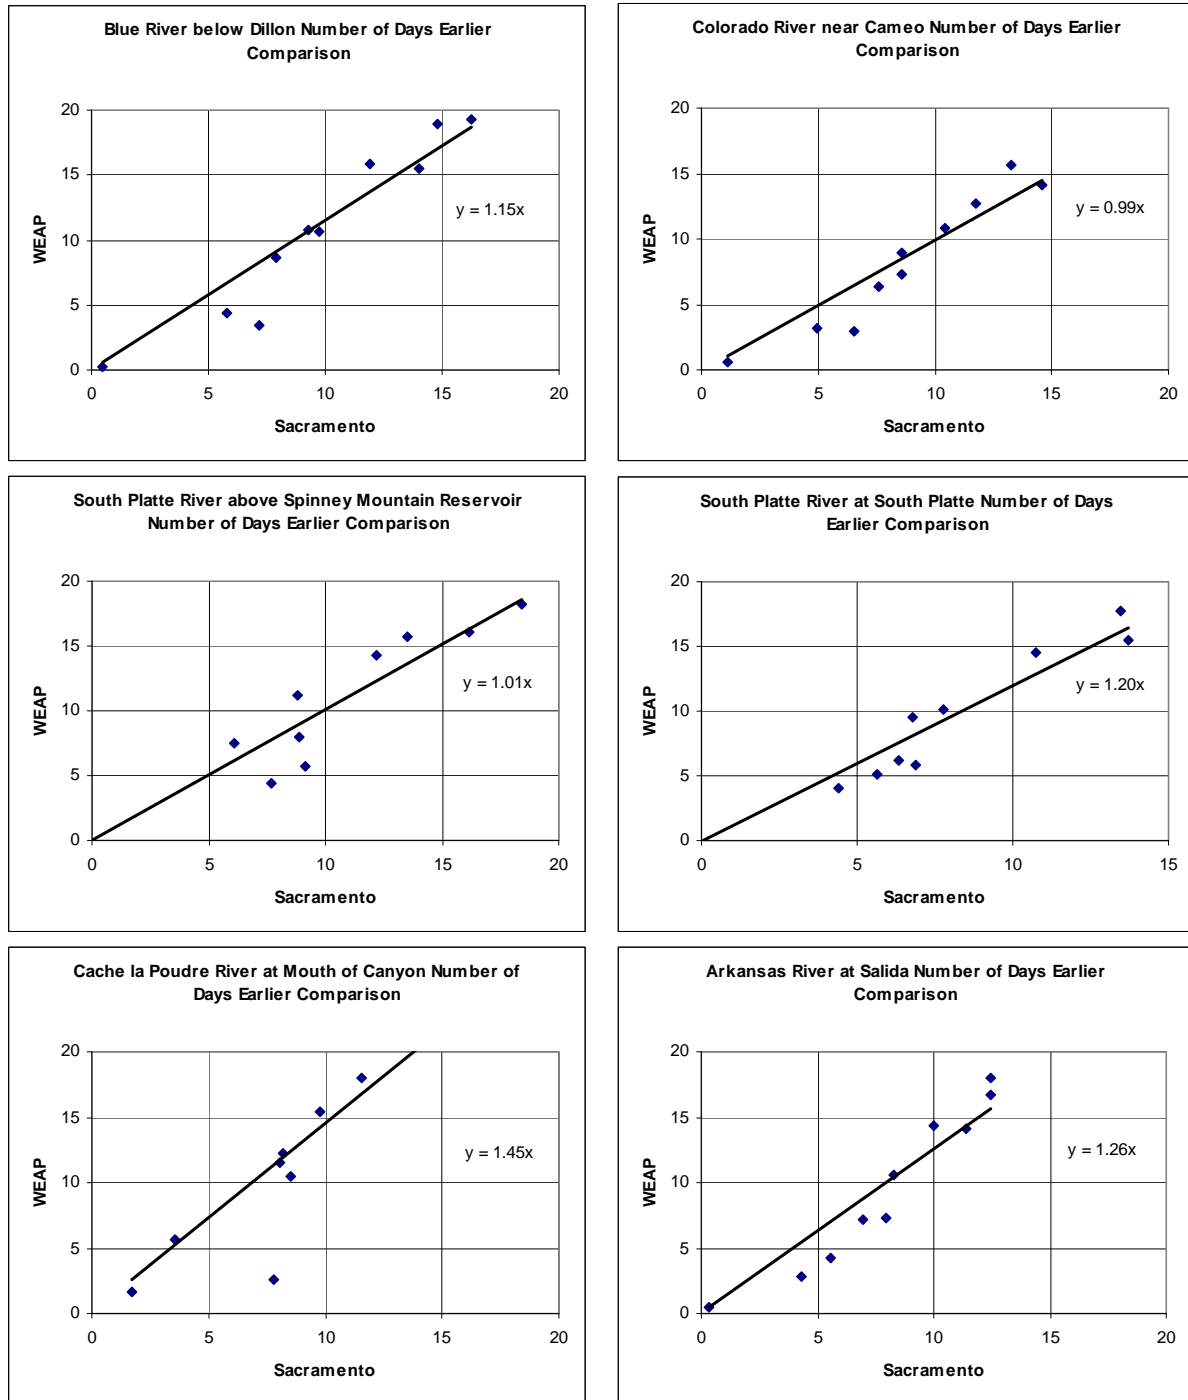 Blue River below Dillon Number of Days Earlier
Comparison
20
15
10
5
0
WEAP
y = 1.15x
0 5 10 15 20
Sacramento
Colorado River near Cameo Number of Days Earlier
Comparison
20
15
10
5
0
WEAP
y = 0.99x
0 5 10 15 20
Sacramento
South Platte River above Spinney Mountain Reservoir
Number of Days Earlier Comparison
20
15
10
5
0
WEAP
y = 1.01x
0 5 10 15 20
Sacramento
South Platte River at South Platte Number of Days
Earlier Comparison
20
15
10
5
0
WEAP
y = 1.20x
0 5 10 15
Sacramento
Cache la Poudre River at Mouth of Canyon Number of
Days Earlier Comparison
20
15
10
5
0
WEAP
y = 1.45x
0 5 10 15 20
Sacramento
Arkansas River at Salida Number of Days Earlier
Comparison
20
15
10
5
0
WEAP
y = 1.26x
0 5 10 15 20
Sacramento